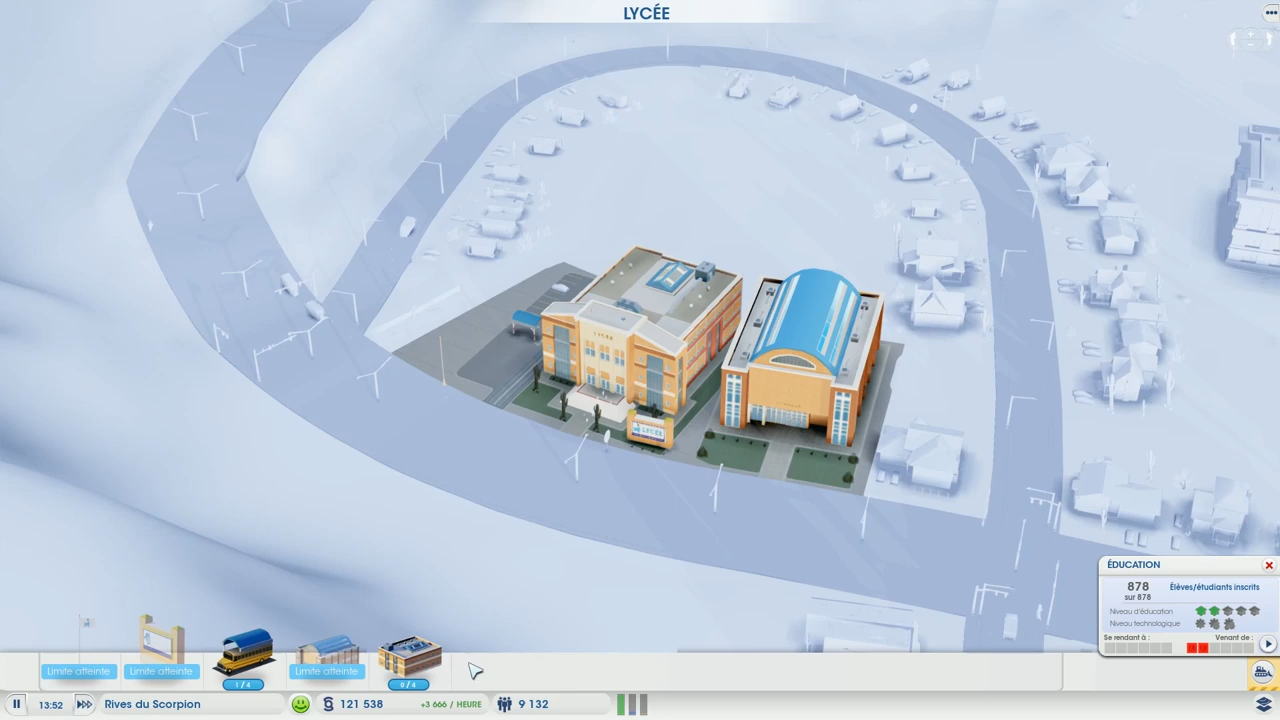 LYCÉE
LYCÉE
LYCÉE
ÉDUCATION
878
sur 878
Élèves/étudiants inscrits
Niveau d'éducation
Niveau technologique
Se rendant à :
Venant de :
Limite atteinte
Limite atteinte
1 / 4
Limite atteinte
0 / 4
13:52
Rives du Scorpion
121 538
+3 666 / HEURE
9 132